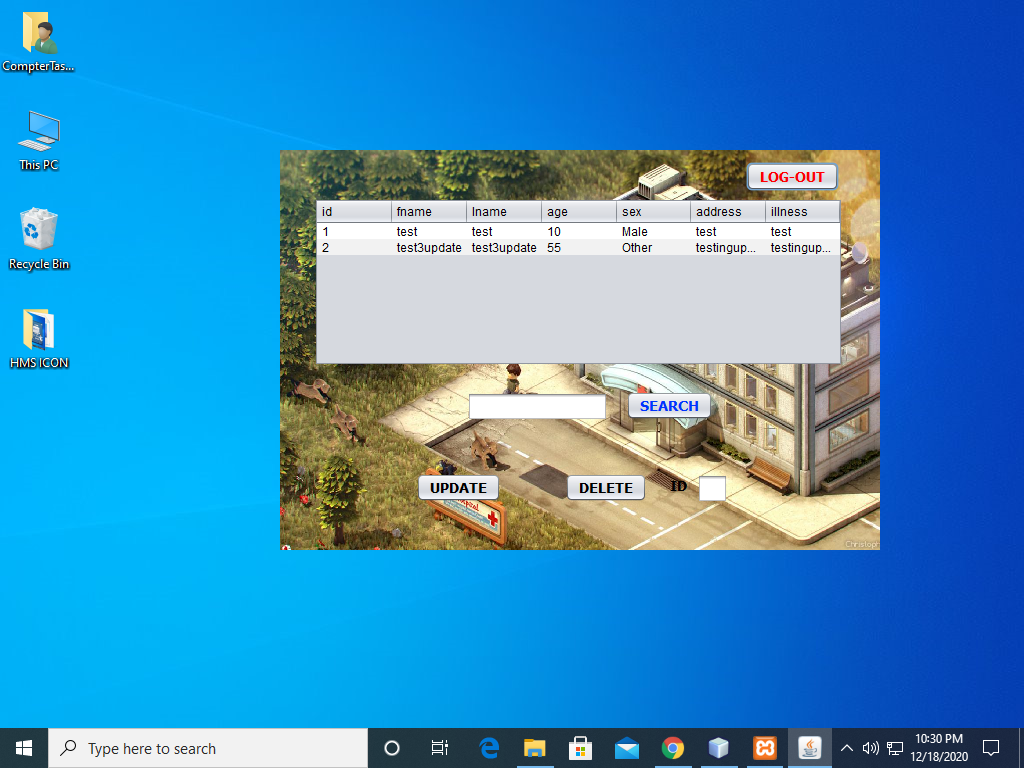 CompterTas...
This PC
Recycle Bin
HMS ICON
LOG-OUT
id fname lname age sex address illness
1 test test 10 Male test test
2 test3update test3update 55 Other testingup... testingup...
SEARCH
UPDATE DELETE ID
Type here to search
10:30 PM
12/18/2020